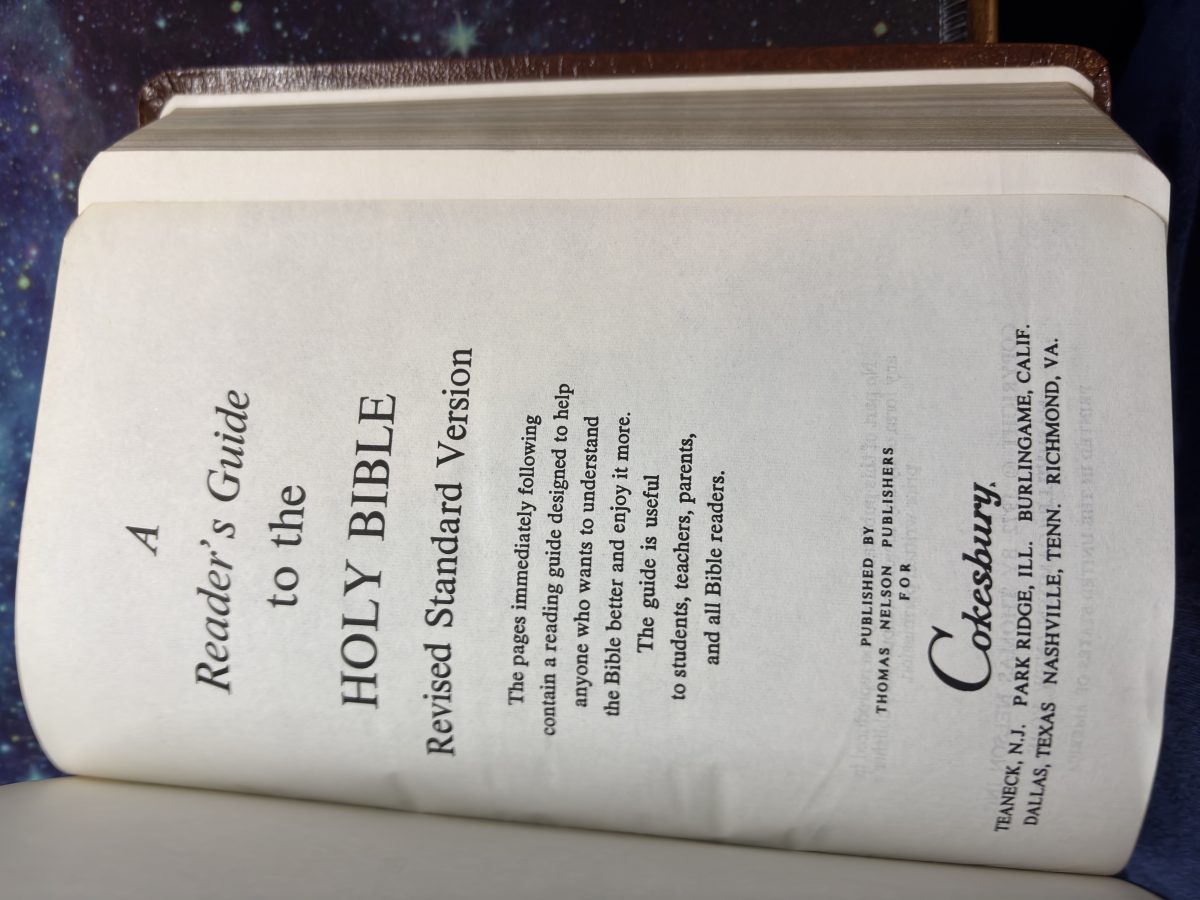 A
Reader's Guide
to the
HOLY BIBLE
Revised Standard Version
The pages immediately following
contain a reading guide designed to help
anyone who wants to understand
the Bible better and enjoy it more.
The guide is useful
to students, teachers, parents,
and all Bible readers.
PUBLISHED BY
THOMAS NELSON PUBLISHERS
FOR
Cokesbury
TEANECK, N.J. PARK RIDGE, ILL. BURLINGAME, CALIF.
DALLAS, TEXAS NASHVILLE, TENN. RICHMOND, VA.